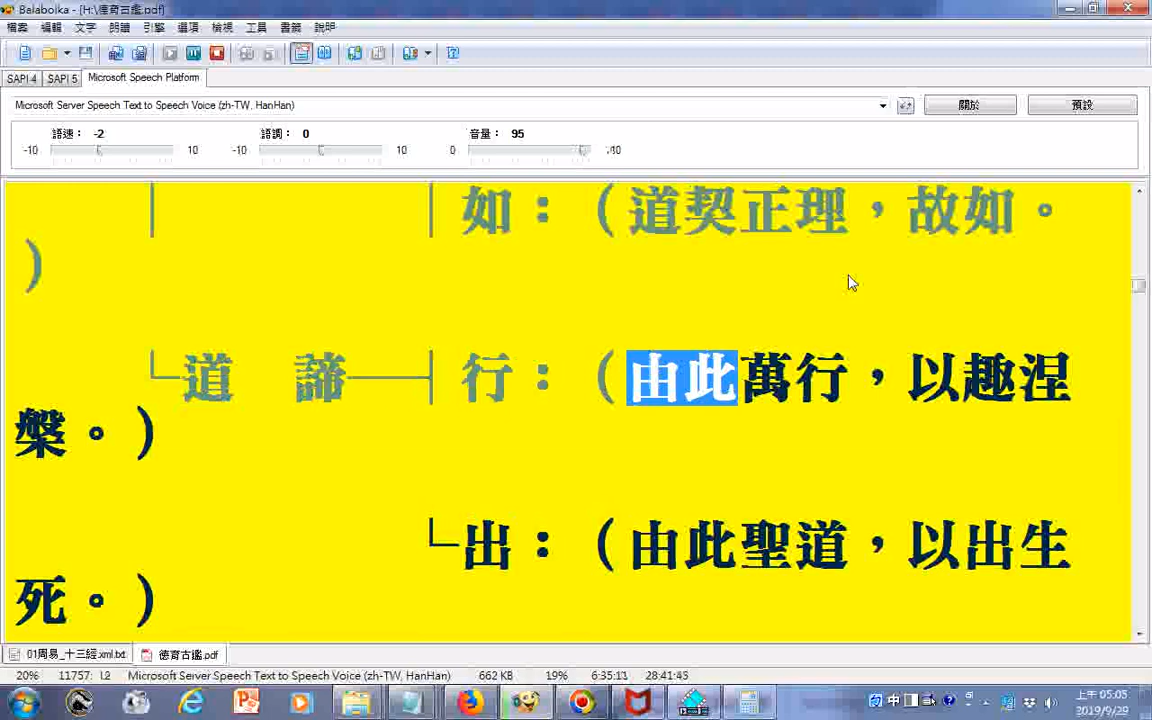 Balabolka - [H:\德育古鑑.pdf]
檔案 編輯 文字 朗讀 引擎 選項 檢視 工具 書籤 說明
SAPI 4 SAPI 5 Microsoft Speech Platform
Microsoft Server Speech Text to Speech Voice (zh-TW, HanHan) 關於 預設
語速： -2 語調： 0 音量： 95
-10 10 -10 10 0 100
如：（道契正理，故如。
）
道 諦 行：（由此萬行，以趣涅
槃。）
出：（由此聖道，以出生
死。）
01周易_十三經.xml.txt 德育古鑑.pdf
20% 11757: 12 Microsoft Server Speech Text to Speech Voice (zh-TW, HanHan) 662 KB 19% 6:35:11 28:41:45
中 上午 05:05
2019/9/29